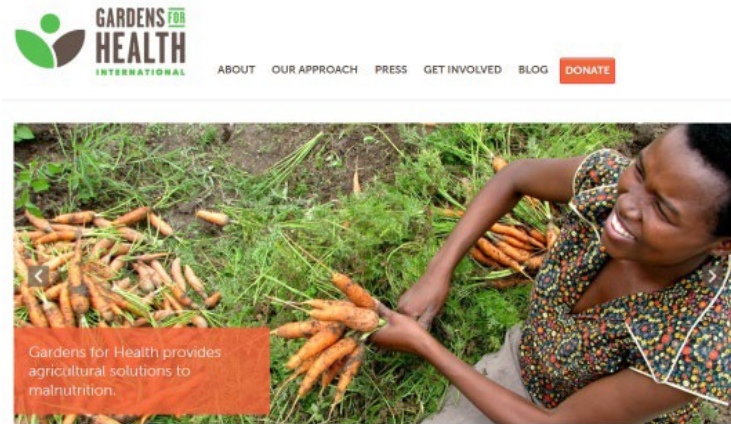 GARDENS FOR
HEALTH
INTERNATIONAL
ABOUT OUR APPROACH PRESS GET INVOLVED BLOG DONATE
Gardens for Health provides
agricultural solutions to
malnutrition.